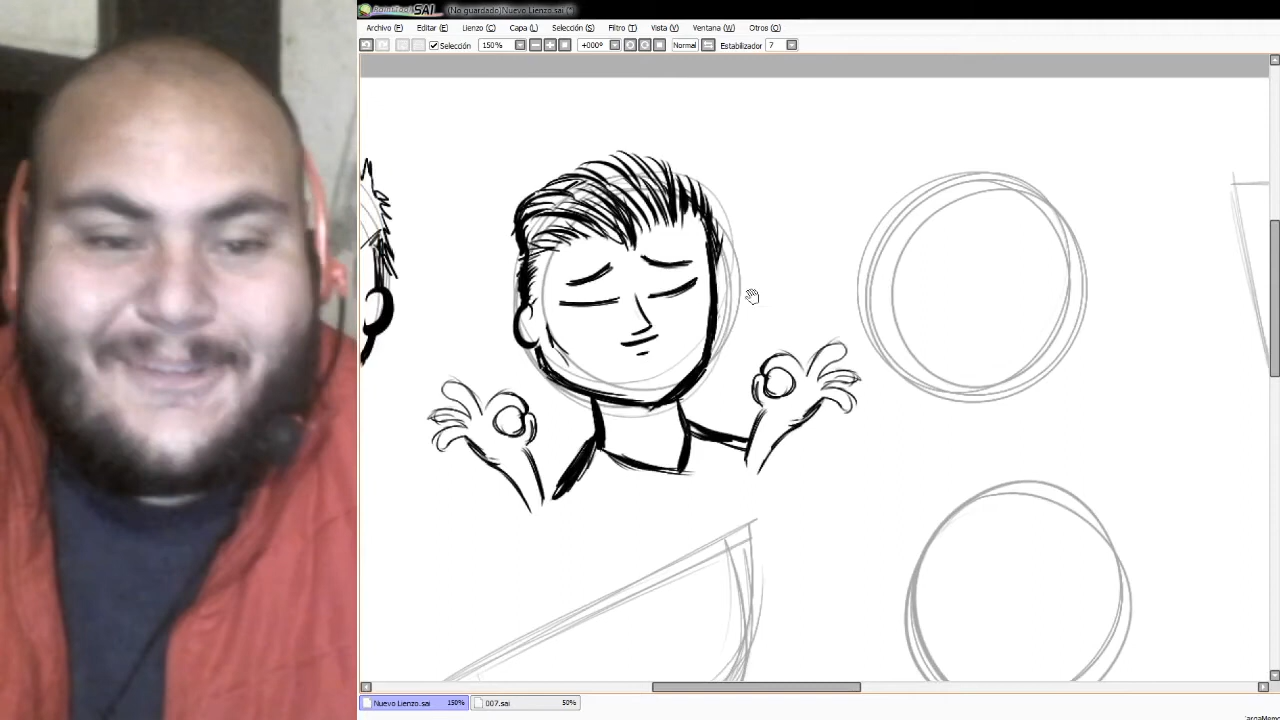 PaintTool SAI (No guardado)Nuevo Lienzo.sai (*)
Archivo (E) Editar (E) Lienzo (C) Capa (L) Selección (S) Filtro (T) Vista (V) Ventana (W) Otros (O)
Selección 150% +000º Normal Estabilizador 7
Nuevo Lienzo.sai 150% 007.sai 50%